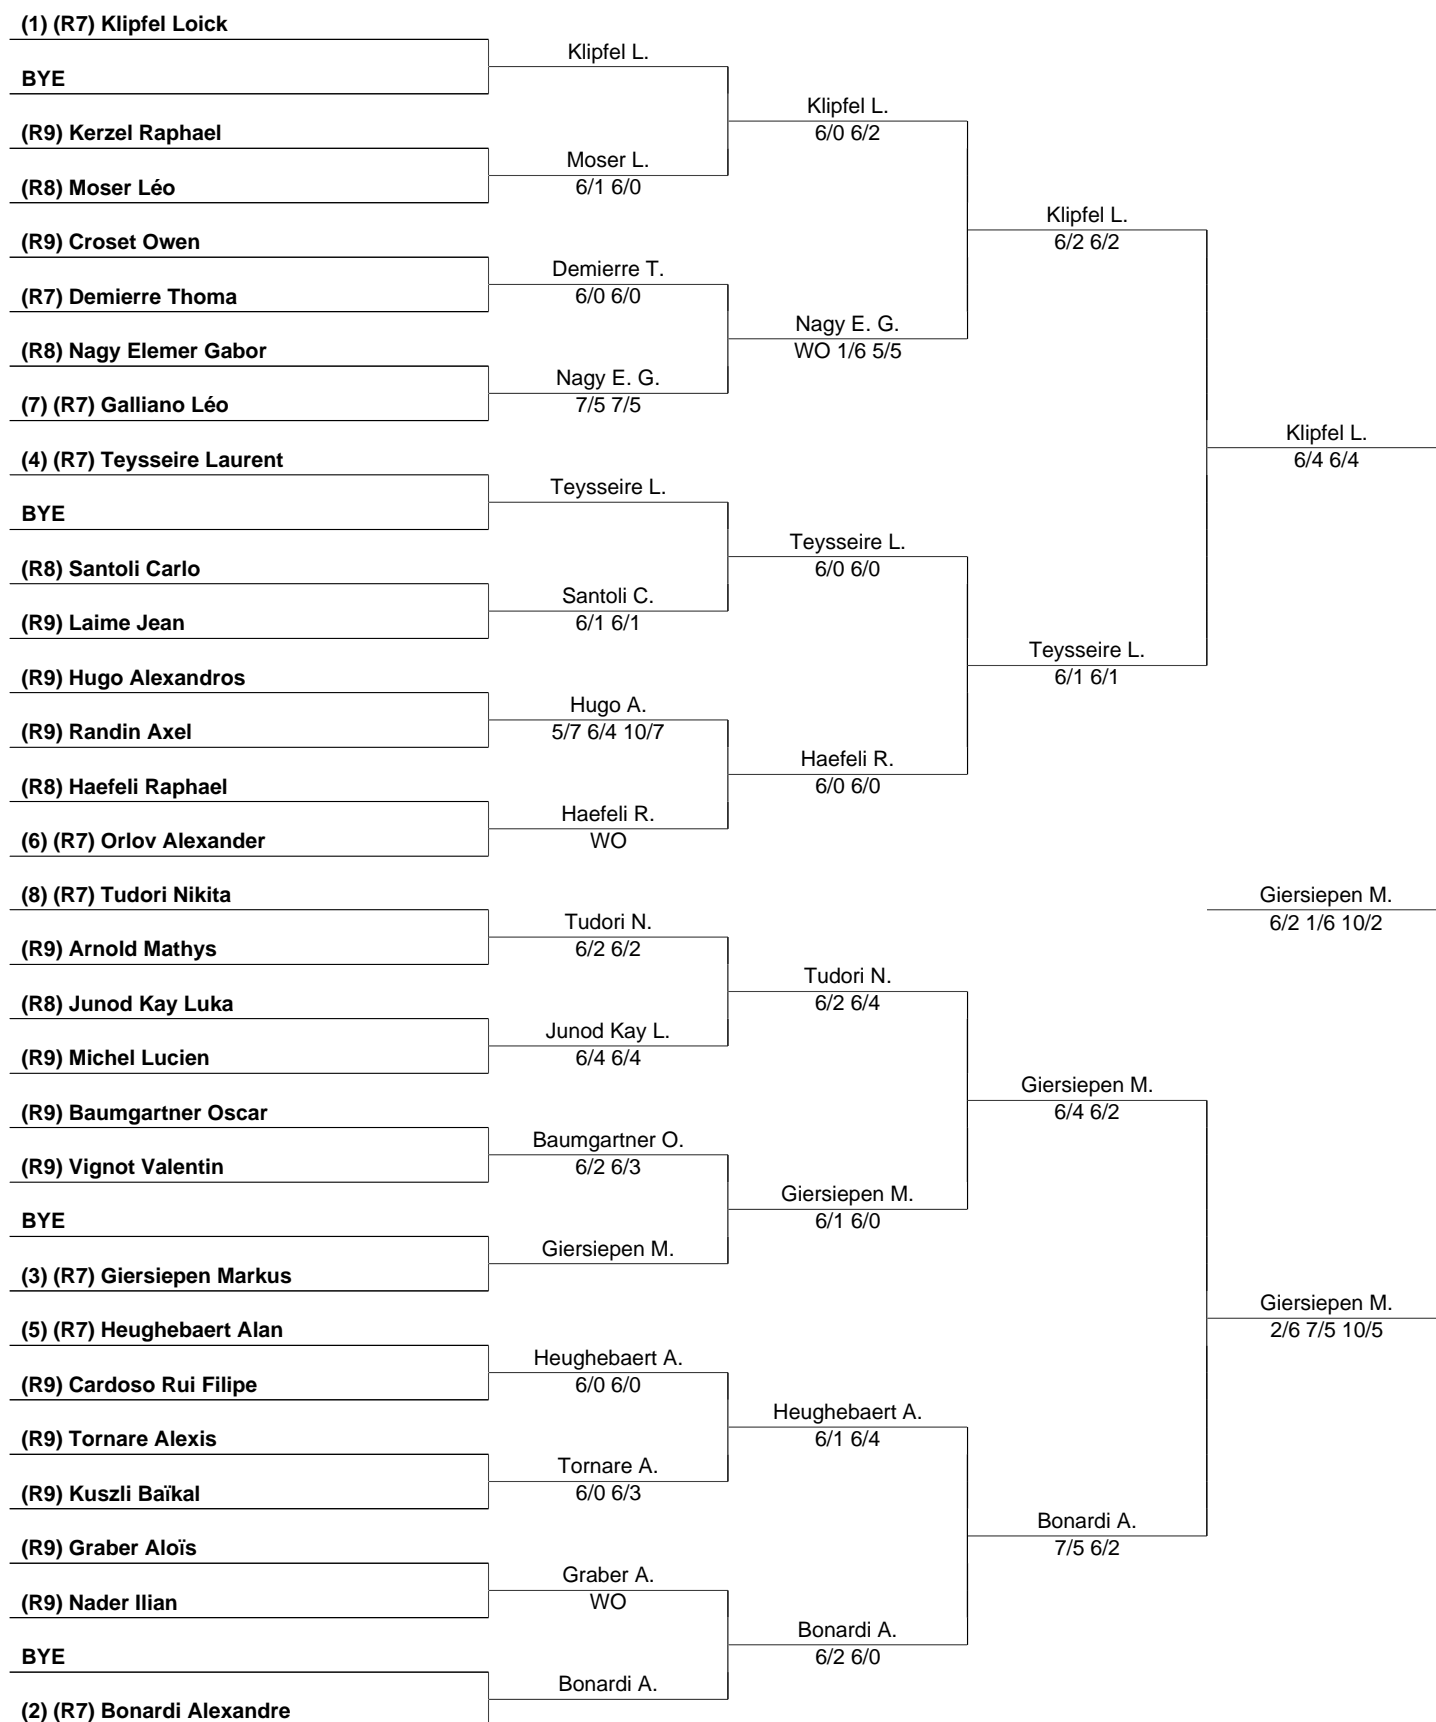 (1) (R7) Klipfel Loick
Klipfel L.
BYE
Klipfel L.
6/0 6/2
(R9) Kerzel Raphael
Moser L.
6/1 6/0
(R8) Moser Léo
Klipfel L.
6/2 6/2
(R9) Croset Owen
Demierre T.
6/0 6/0
(R7) Demierre Thoma
Nagy E. G.
WO 1/6 5/5
(R8) Nagy Elemer Gabor
Nagy E. G.
7/5 7/5
(7) (R7) Galliano Léo
Klipfel L.
6/4 6/4
(4) (R7) Teysseire Laurent
Teysseire L.
BYE
Teysseire L.
6/0 6/0
(R8) Santoli Carlo
Santoli C.
6/1 6/1
(R9) Laime Jean
Teysseire L.
6/1 6/1
(R9) Hugo Alexandros
Hugo A.
5/7 6/4 10/7
(R9) Randin Axel
Haefeli R.
6/0 6/0
(R8) Haefeli Raphael
Haefeli R.
WO
(6) (R7) Orlov Alexander
(8) (R7) Tudori Nikita
Giersiepen M.
6/2 1/6 10/2
Tudori N.
6/2 6/2
(R9) Arnold Mathys
Tudori N.
6/2 6/4
(R8) Junod Kay Luka
Junod Kay L.
6/4 6/4
(R9) Michel Lucien
Giersiepen M.
6/4 6/2
(R9) Baumgartner Oscar
Baumgartner O.
6/2 6/3
(R9) Vignot Valentin
Giersiepen M.
6/1 6/0
BYE
Giersiepen M.
(3) (R7) Giersiepen Markus
Giersiepen M.
2/6 7/5 10/5
(5) (R7) Heughebaert Alan
Heughebaert A.
6/0 6/0
(R9) Cardoso Rui Filipe
Heughebaert A.
6/1 6/4
(R9) Tornare Alexis
Tornare A.
6/0 6/3
(R9) Kuszli Baïkal
Bonardi A.
7/5 6/2
(R9) Graber Aloïs
Graber A.
WO
(R9) Nader Ilian
Bonardi A.
6/2 6/0
BYE
Bonardi A.
(2) (R7) Bonardi Alexandre